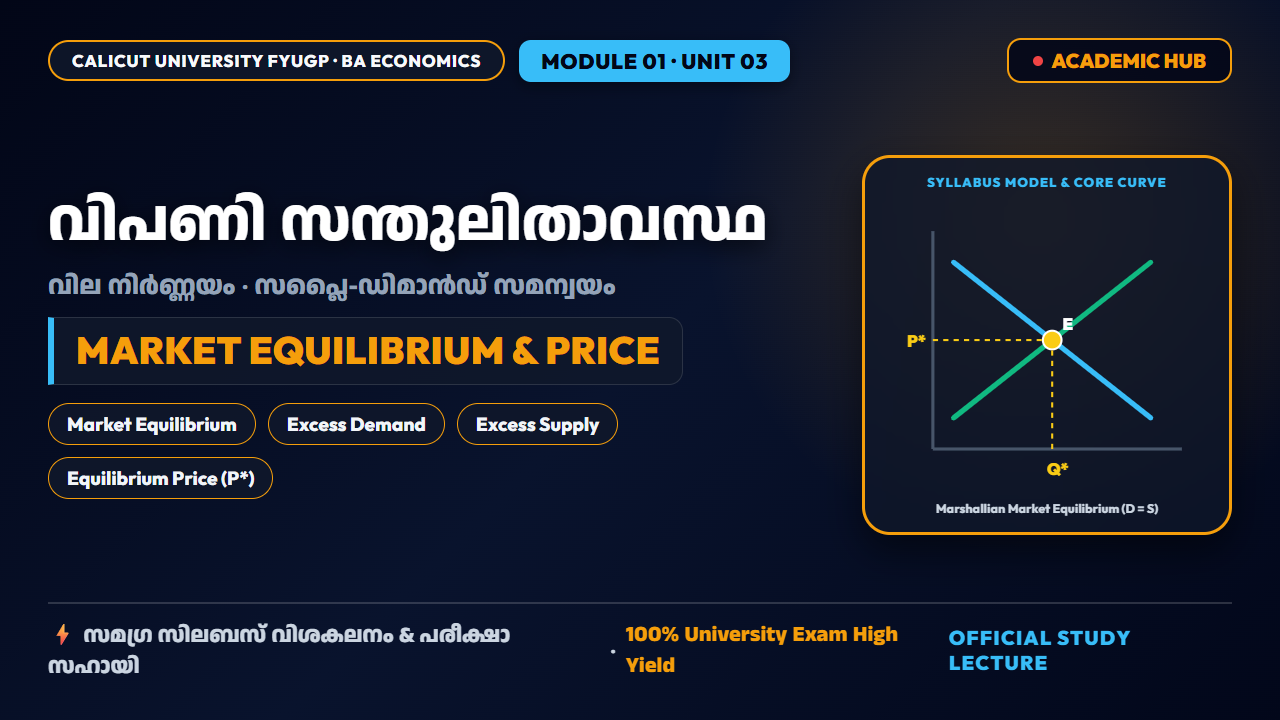 CALICUT UNIVERSITY FYUGP · BA ECONOMICS
MODULE 01 · UNIT 03
ACADEMIC HUB
വിപണി സന്തുലിതാവസ്ഥ
വില നിർണ്ണയം · സപ്ലൈ-ഡിമാൻഡ് സമന്വയം
MARKET EQUILIBRIUM & PRICE
Market Equilibrium
Excess Demand
Excess Supply
Equilibrium Price (P*)
SYLLABUS MODEL & CORE CURVE
E
P*
Q*
Marshallian Market Equilibrium (D = S)
⚡ സമഗ്ര സിലബസ് വിശകലനം & പരീക്ഷാ
സഹായി
·
100% University Exam High
Yield
OFFICIAL STUDY
LECTURE